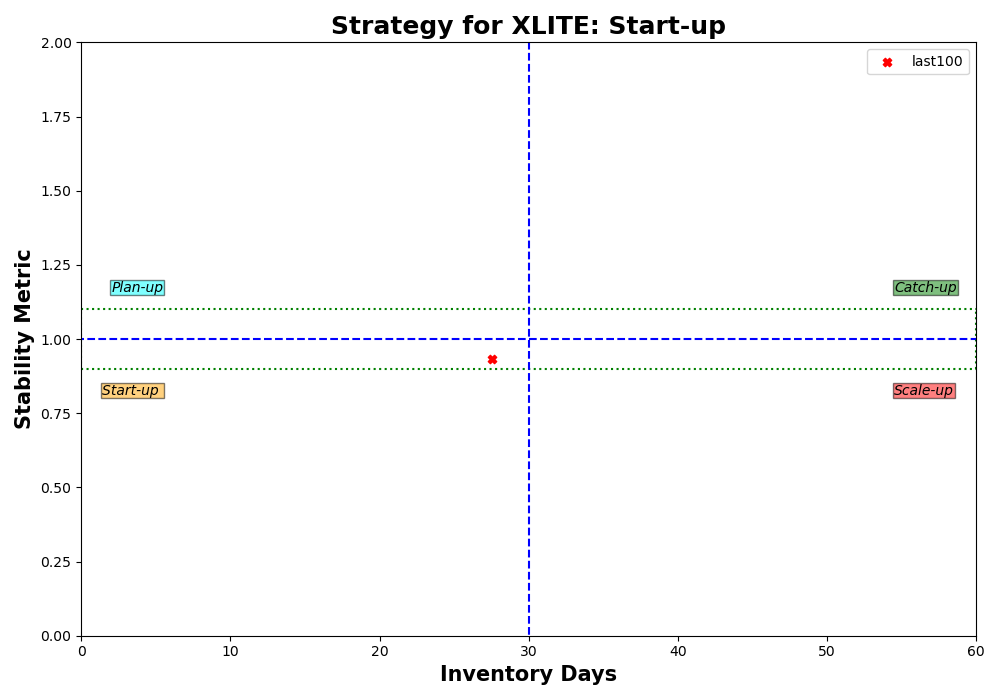 Strategy for XLITE: Start-up
last100
Stability Metric
2.00
1.75
1.50
1.25
1.00
0.75
0.50
0.25
0.00
Plan-up
Catch-up
Start-up
Scale-up
0 10 20 30 40 50 60
Inventory Days